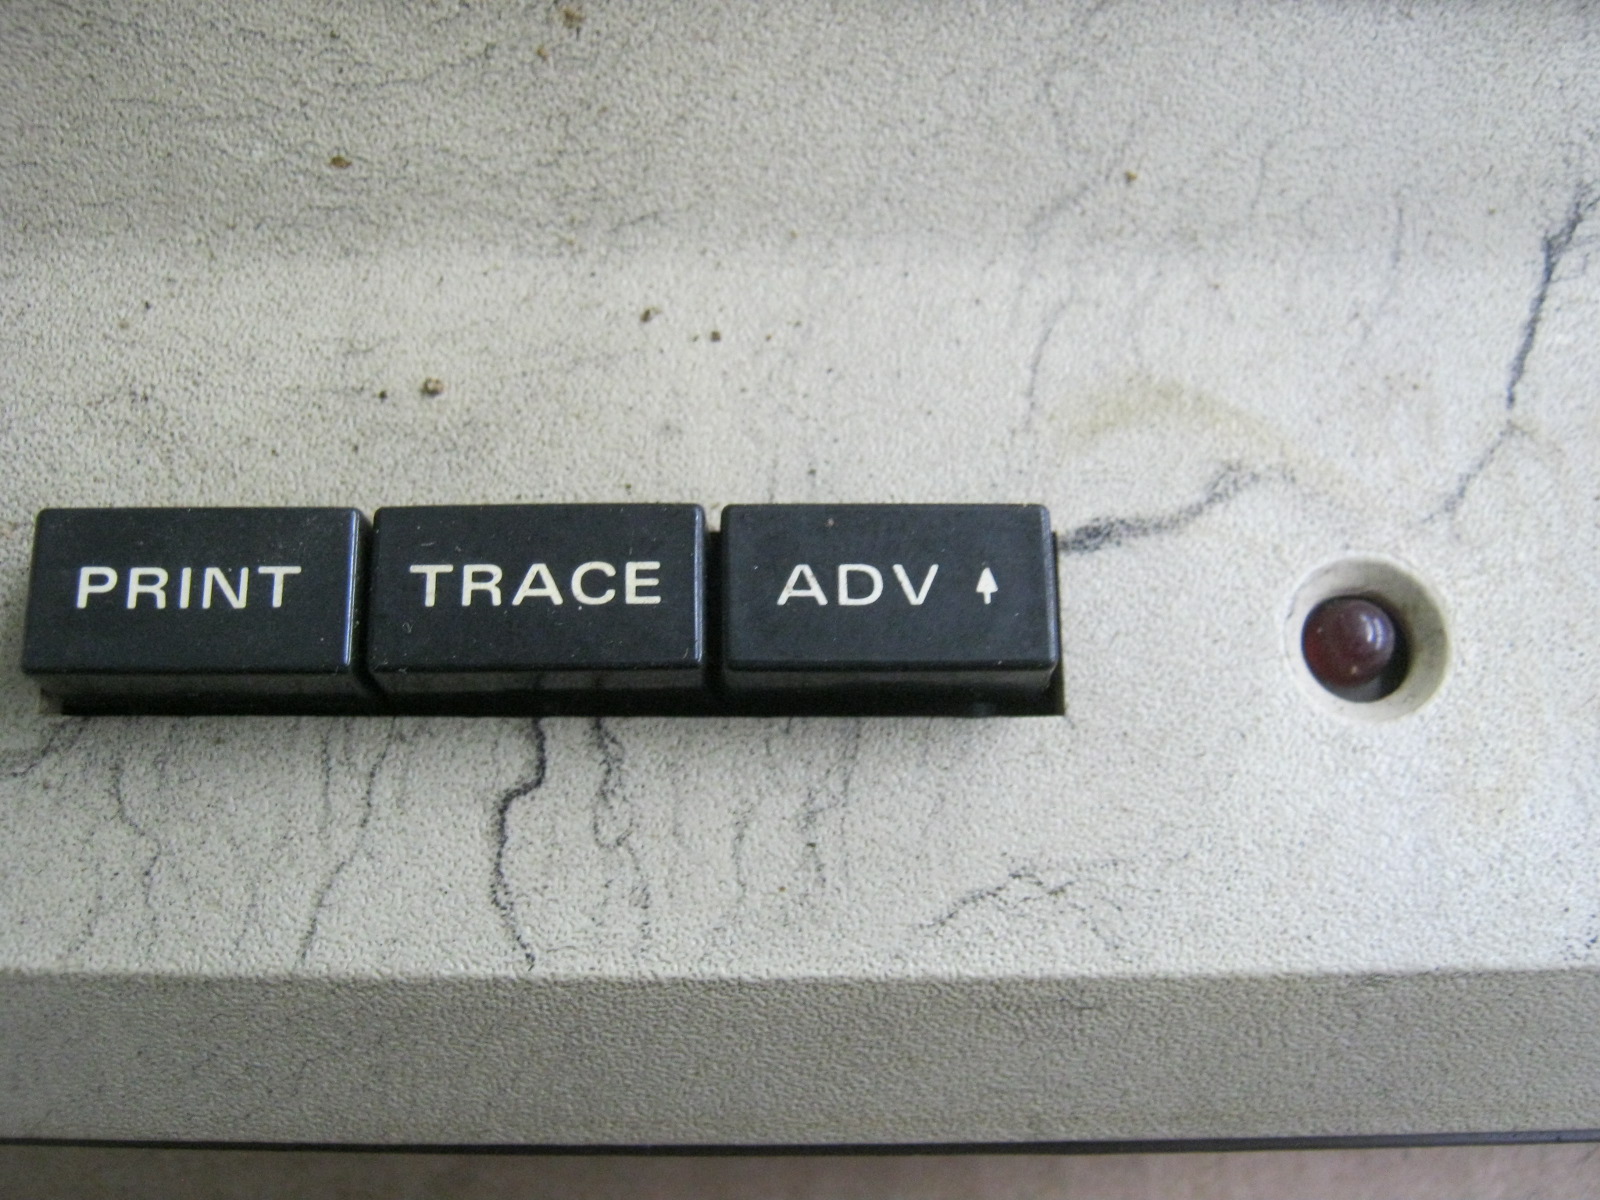 PRINT TRACE ADV ↑